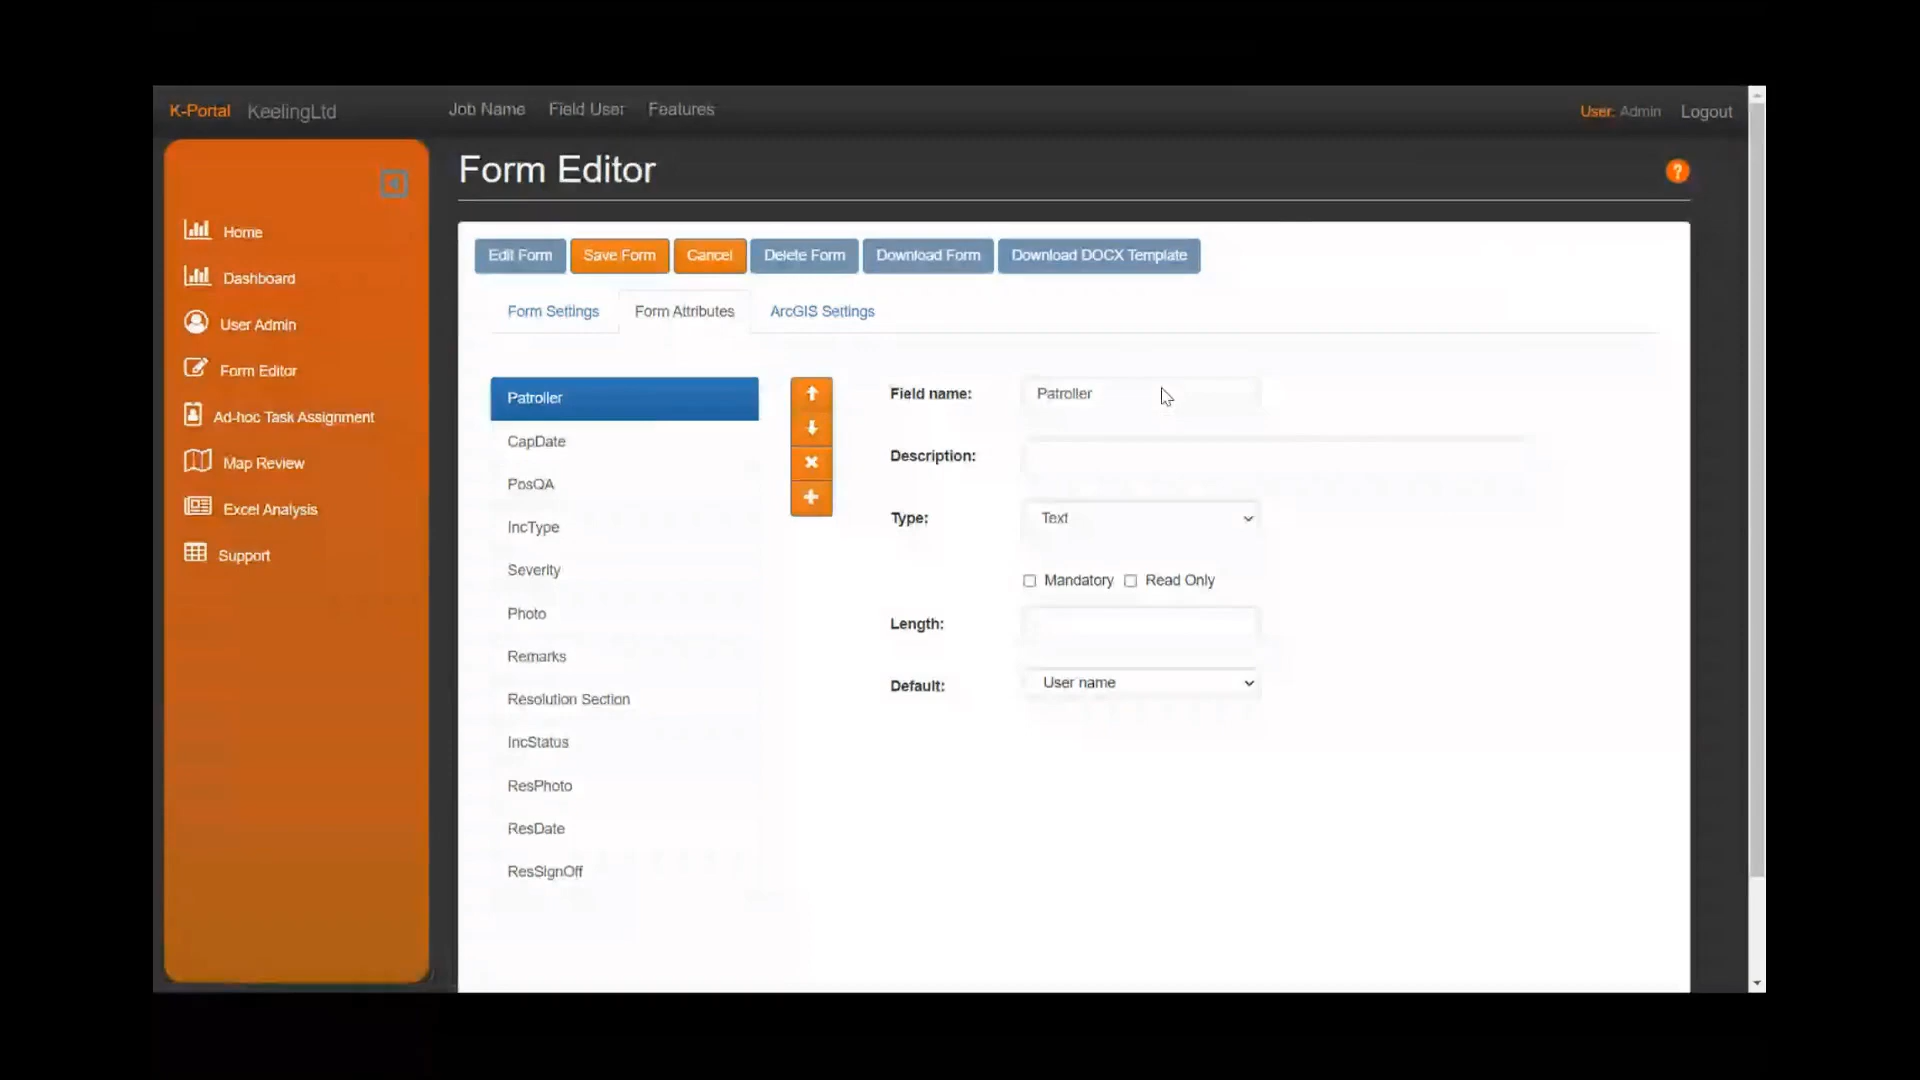 K-Portal KeelingLtd Job Name Field User Features User: Admin Logout
Form Editor
?
Home
Dashboard
User Admin
Form Editor
Ad-hoc Task Assignment
Map Review
Excel Analysis
Support
Edit Form Save Form Cancel Delete Form Download Form Download DOCX Template
Form Settings Form Attributes ArcGIS Settings
Patroller
CapDate
PosQA
IncType
Severity
Photo
Remarks
Resolution Section
IncStatus
ResPhoto
ResDate
ResSignOff
Field name: Patroller
Description:
Type: Text
Mandatory Read Only
Length:
Default: User name